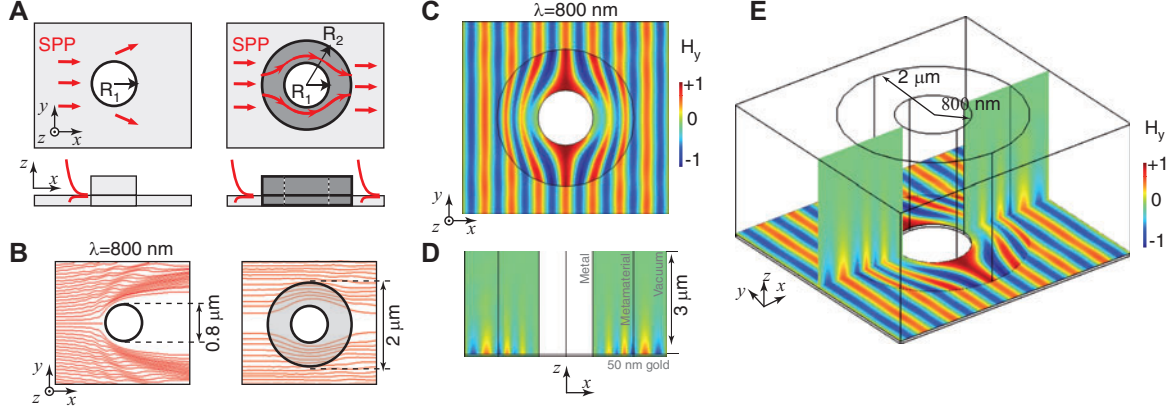 A
SPP
R1
y
z
x
SPP
R2
R1
z
x
B
λ=800 nm
0.8 μm
2 μm
y
z
x
C
λ=800 nm
Hy
+1
0
-1
y
z
x
D
Metal
Metamaterial
Vacuum
3 μm
50 nm gold
z
x
E
2 μm
800 nm
Hy
+1
0
-1
z
y
x